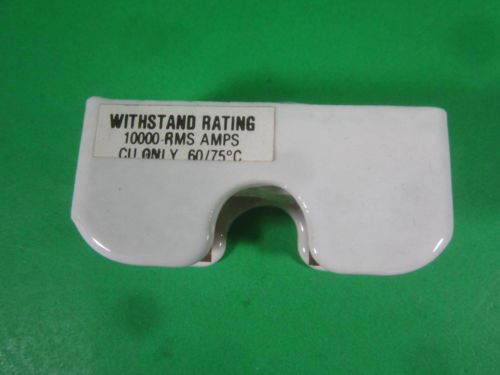 WITHSTAND RATING
10000 RMS AMPS
CU ONLY 60/75°C